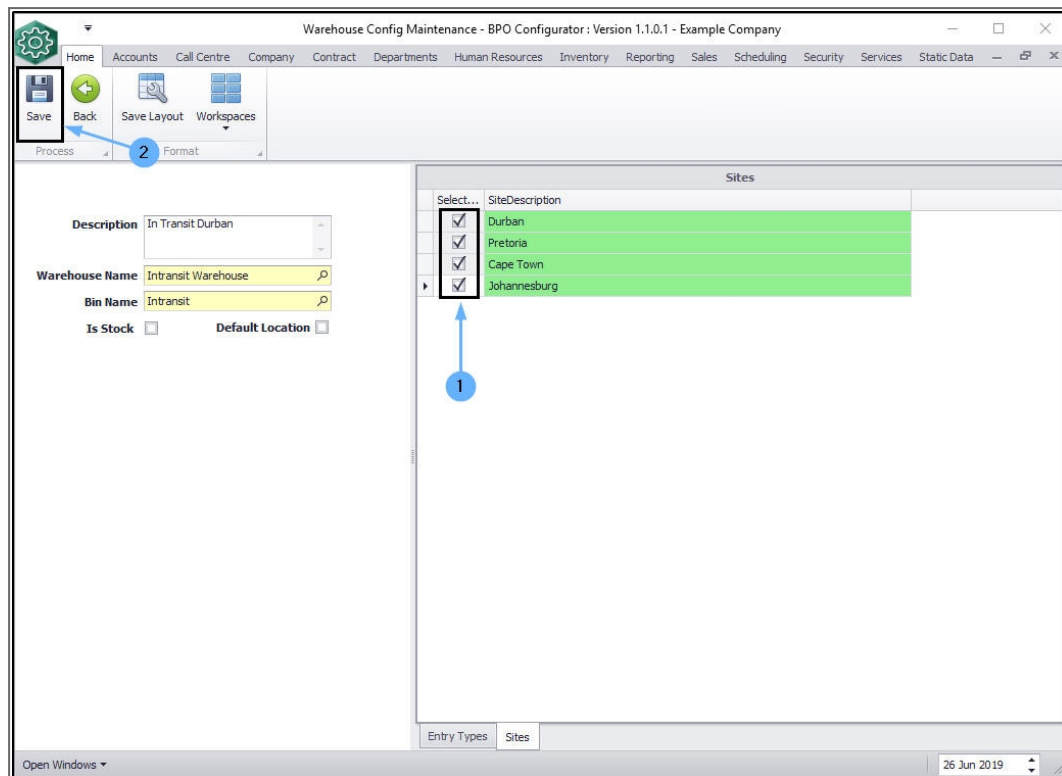 Warehouse Config Maintenance - BPO Configurator : Version 1.1.0.1 - Example Company
Home Accounts Call Centre Company Contract Departments Human Resources Inventory Reporting Sales Scheduling Security Services Static Data
Save Back Save Layout Workspaces
Process 2 Format
Sites
Select... SiteDescription
Description In Transit Durban
Durban
Pretoria
Cape Town
Johannesburg
Warehouse Name Intransit Warehouse
Bin Name Intransit
Is Stock Default Location
1
Entry Types Sites
Open Windows 26 Jun 2019